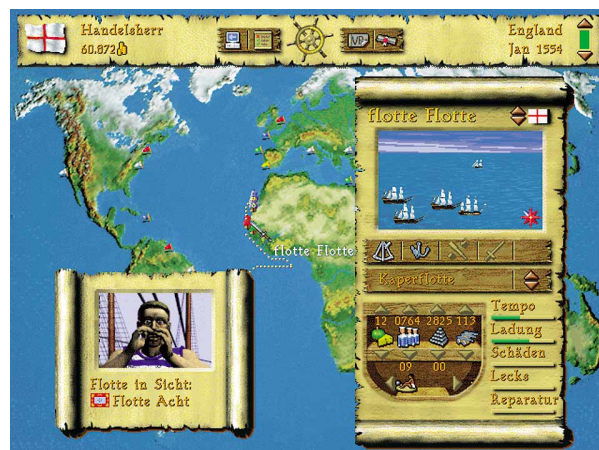 Handelsherr
60.872
VP
England
Jan 1554
Flotte Flotte
Flotte Flotte
Kaperflotte
12 0764 2825 113
09 00
Tempo
Ladung
Schäden
Lecks
Reparatur
Flotte in Sicht:
Flotte Acht